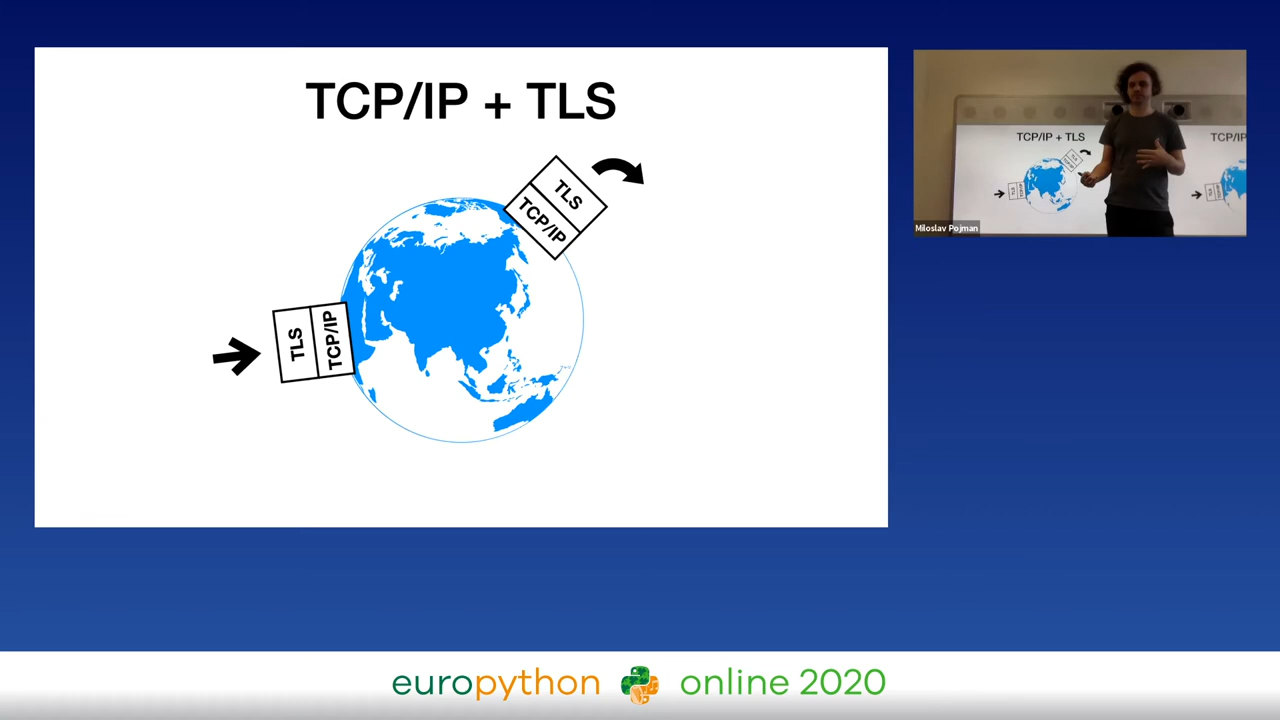 TCP/IP + TLS
TLS
TCP/IP
TLS
TCP/IP
TCP/IP + TLS
TCP/IP
Miloslav Pojman
europython online 2020